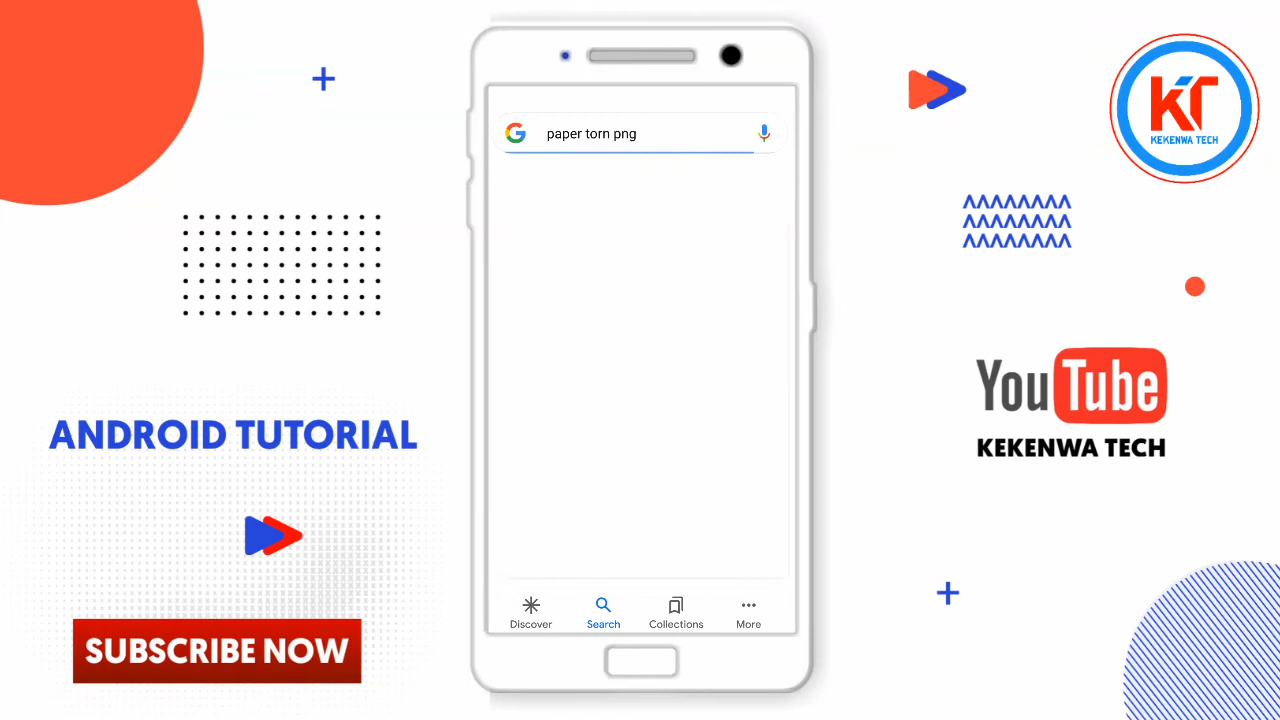 paper torn png
KT
KEKENWA TECH
ANDROID TUTORIAL
YouTube
KEKENWA TECH
Discover
Search
Collections
More
SUBSCRIBE NOW